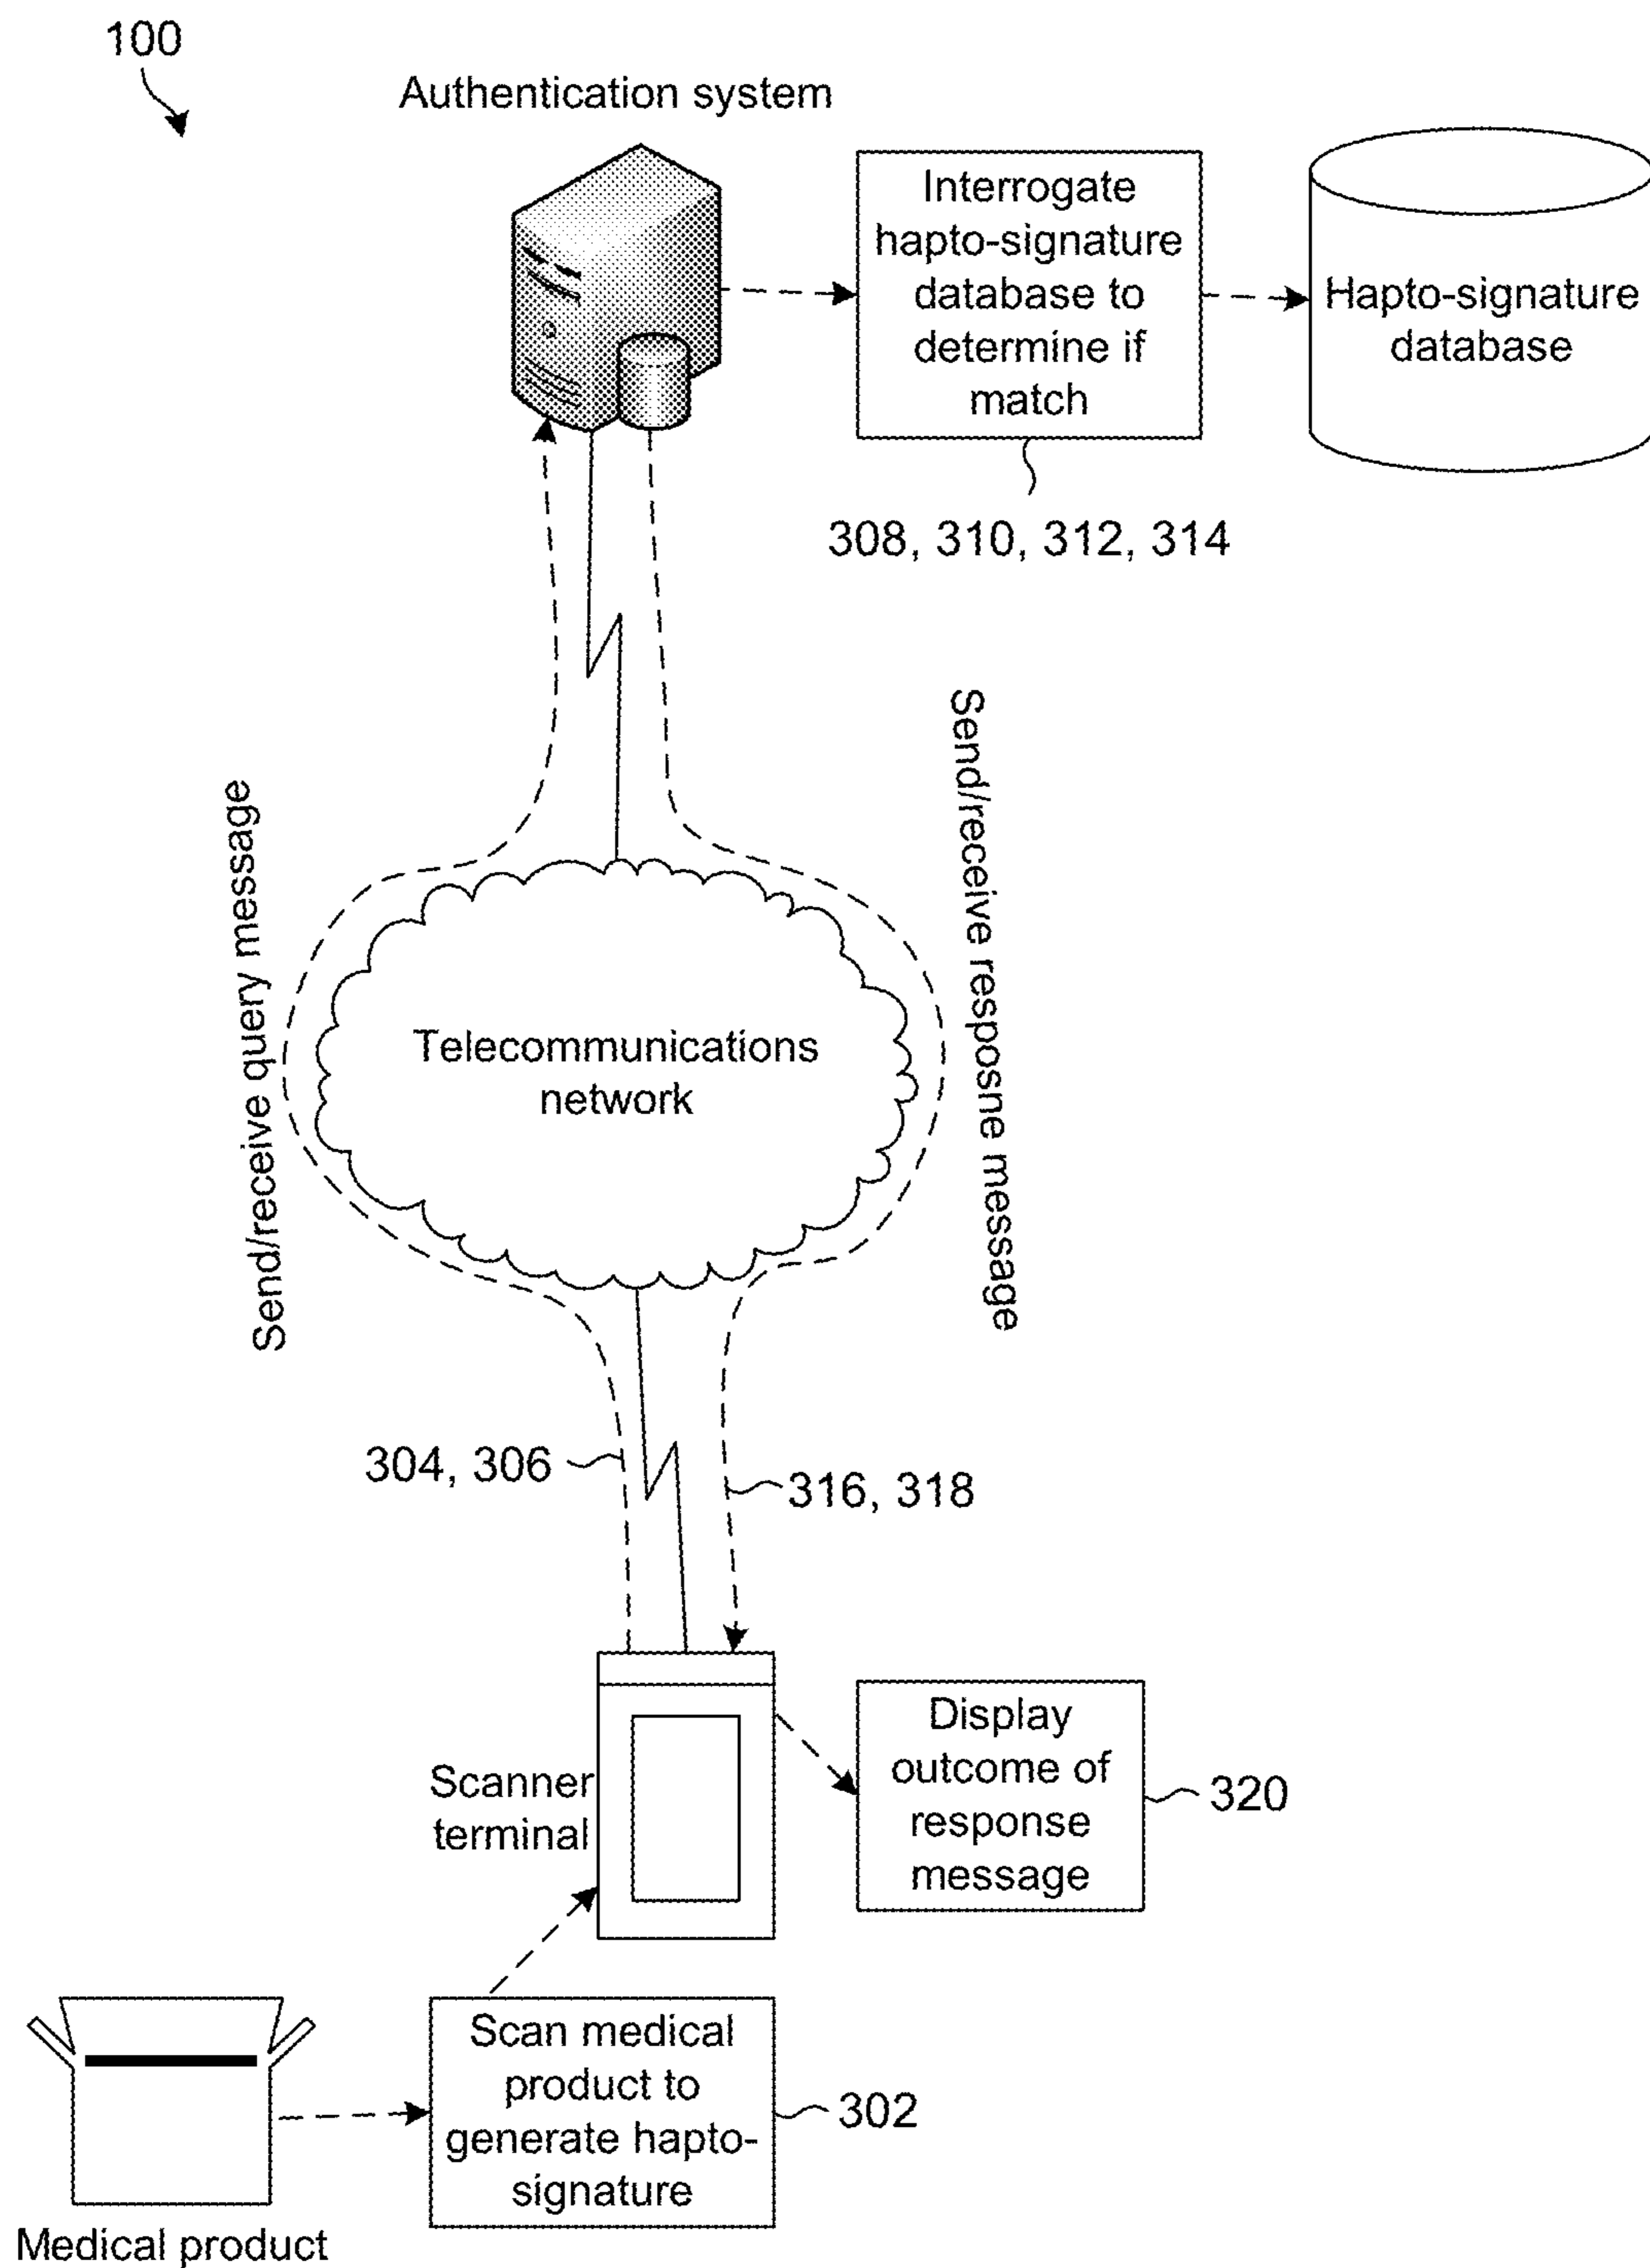 100
Authentication system
Interrogate
hapto-signature
database to
determine if
match
Hapto-signature
database
308, 310, 312, 314
Send/receive query message
Send/receive resposne message
Telecommunications
network
304, 306
316, 318
Scanner
terminal
Display
outcome of
response
message
320
Scan medical
product to
generate hapto-
signature
302
Medical product